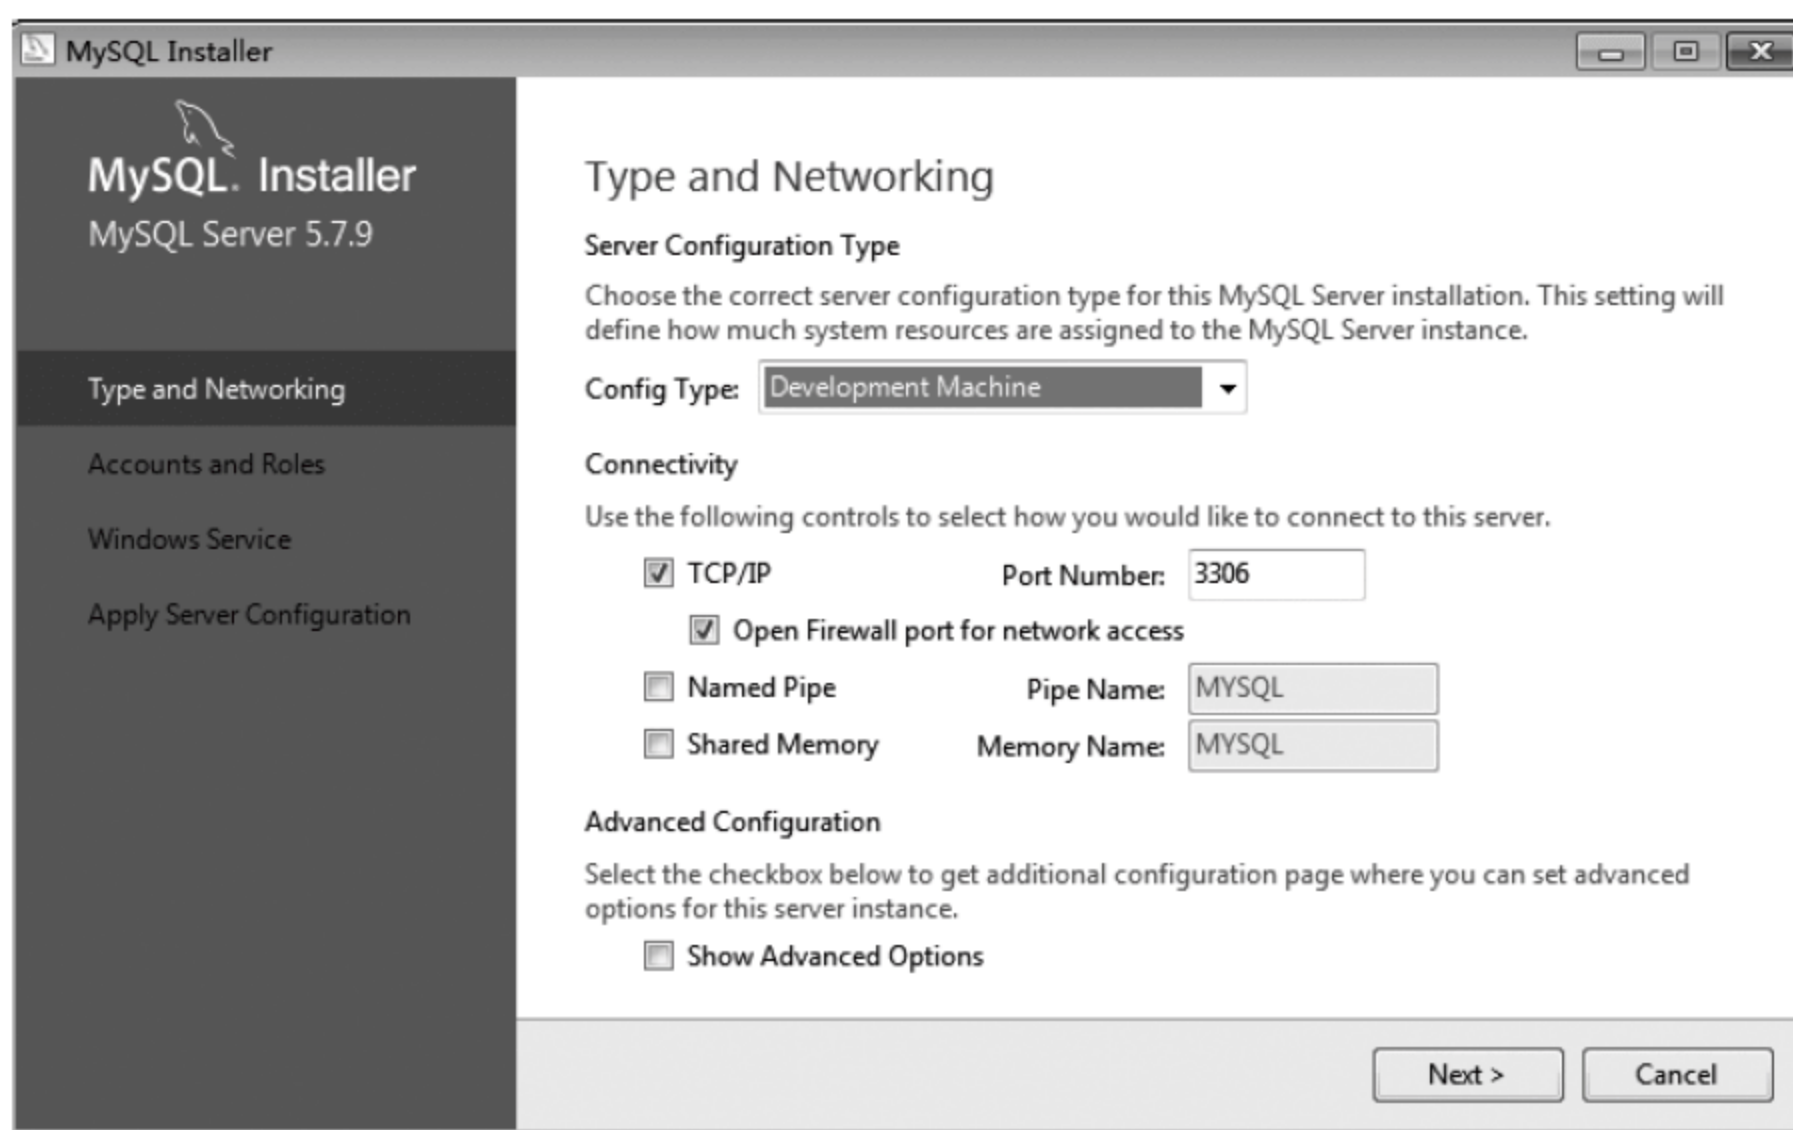 MySQL Installer
MySQL. Installer
MySQL Server 5.7.9
Type and Networking
Accounts and Roles
Windows Service
Apply Server Configuration
Type and Networking
Server Configuration Type
Choose the correct server configuration type for this MySQL Server installation. This setting will
define how much system resources are assigned to the MySQL Server instance.
Config Type: Development Machine
Connectivity
Use the following controls to select how you would like to connect to this server.
TCP/IP Port Number: 3306
Open Firewall port for network access
Named Pipe Pipe Name: MYSQL
Shared Memory Memory Name: MYSQL
Advanced Configuration
Select the checkbox below to get additional configuration page where you can set advanced
options for this server instance.
Show Advanced Options
Next > Cancel